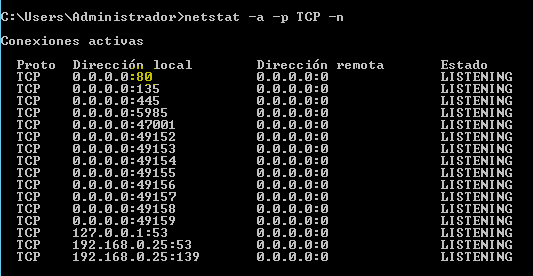 C:\Users\Administrador>netstat -a -p TCP -n
Conexiones activas
Proto Dirección local Dirección remota Estado
TCP 0.0.0.0:80 0.0.0.0:0 LISTENING
TCP 0.0.0.0:135 0.0.0.0:0 LISTENING
TCP 0.0.0.0:445 0.0.0.0:0 LISTENING
TCP 0.0.0.0:5985 0.0.0.0:0 LISTENING
TCP 0.0.0.0:47001 0.0.0.0:0 LISTENING
TCP 0.0.0.0:49152 0.0.0.0:0 LISTENING
TCP 0.0.0.0:49153 0.0.0.0:0 LISTENING
TCP 0.0.0.0:49154 0.0.0.0:0 LISTENING
TCP 0.0.0.0:49155 0.0.0.0:0 LISTENING
TCP 0.0.0.0:49156 0.0.0.0:0 LISTENING
TCP 0.0.0.0:49157 0.0.0.0:0 LISTENING
TCP 0.0.0.0:49158 0.0.0.0:0 LISTENING
TCP 0.0.0.0:49159 0.0.0.0:0 LISTENING
TCP 127.0.0.1:53 0.0.0.0:0 LISTENING
TCP 192.168.0.25:53 0.0.0.0:0 LISTENING
TCP 192.168.0.25:139 0.0.0.0:0 LISTENING